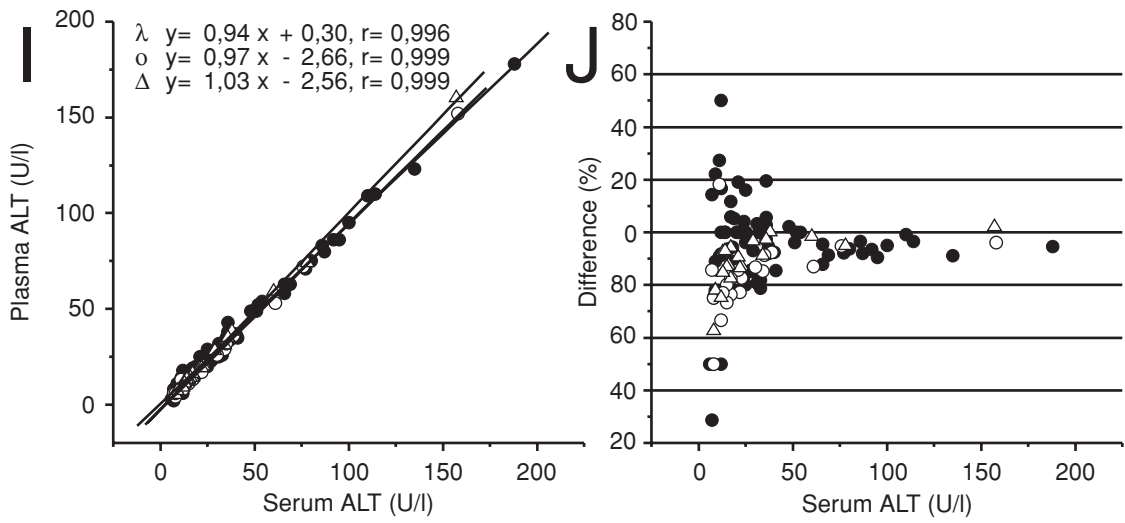 I
λ y= 0,94 x + 0,30, r= 0,996
o y= 0,97 x - 2,66, r= 0,999
Δ y= 1,03 x - 2,56, r= 0,999
200
150
100
50
0
Plasma ALT (U/l)
0 50 100 150 200
Serum ALT (U/l)
J
80
60
40
20
0
80
60
40
20
Difference (%)
0 50 100 150 200
Serum ALT (U/l)